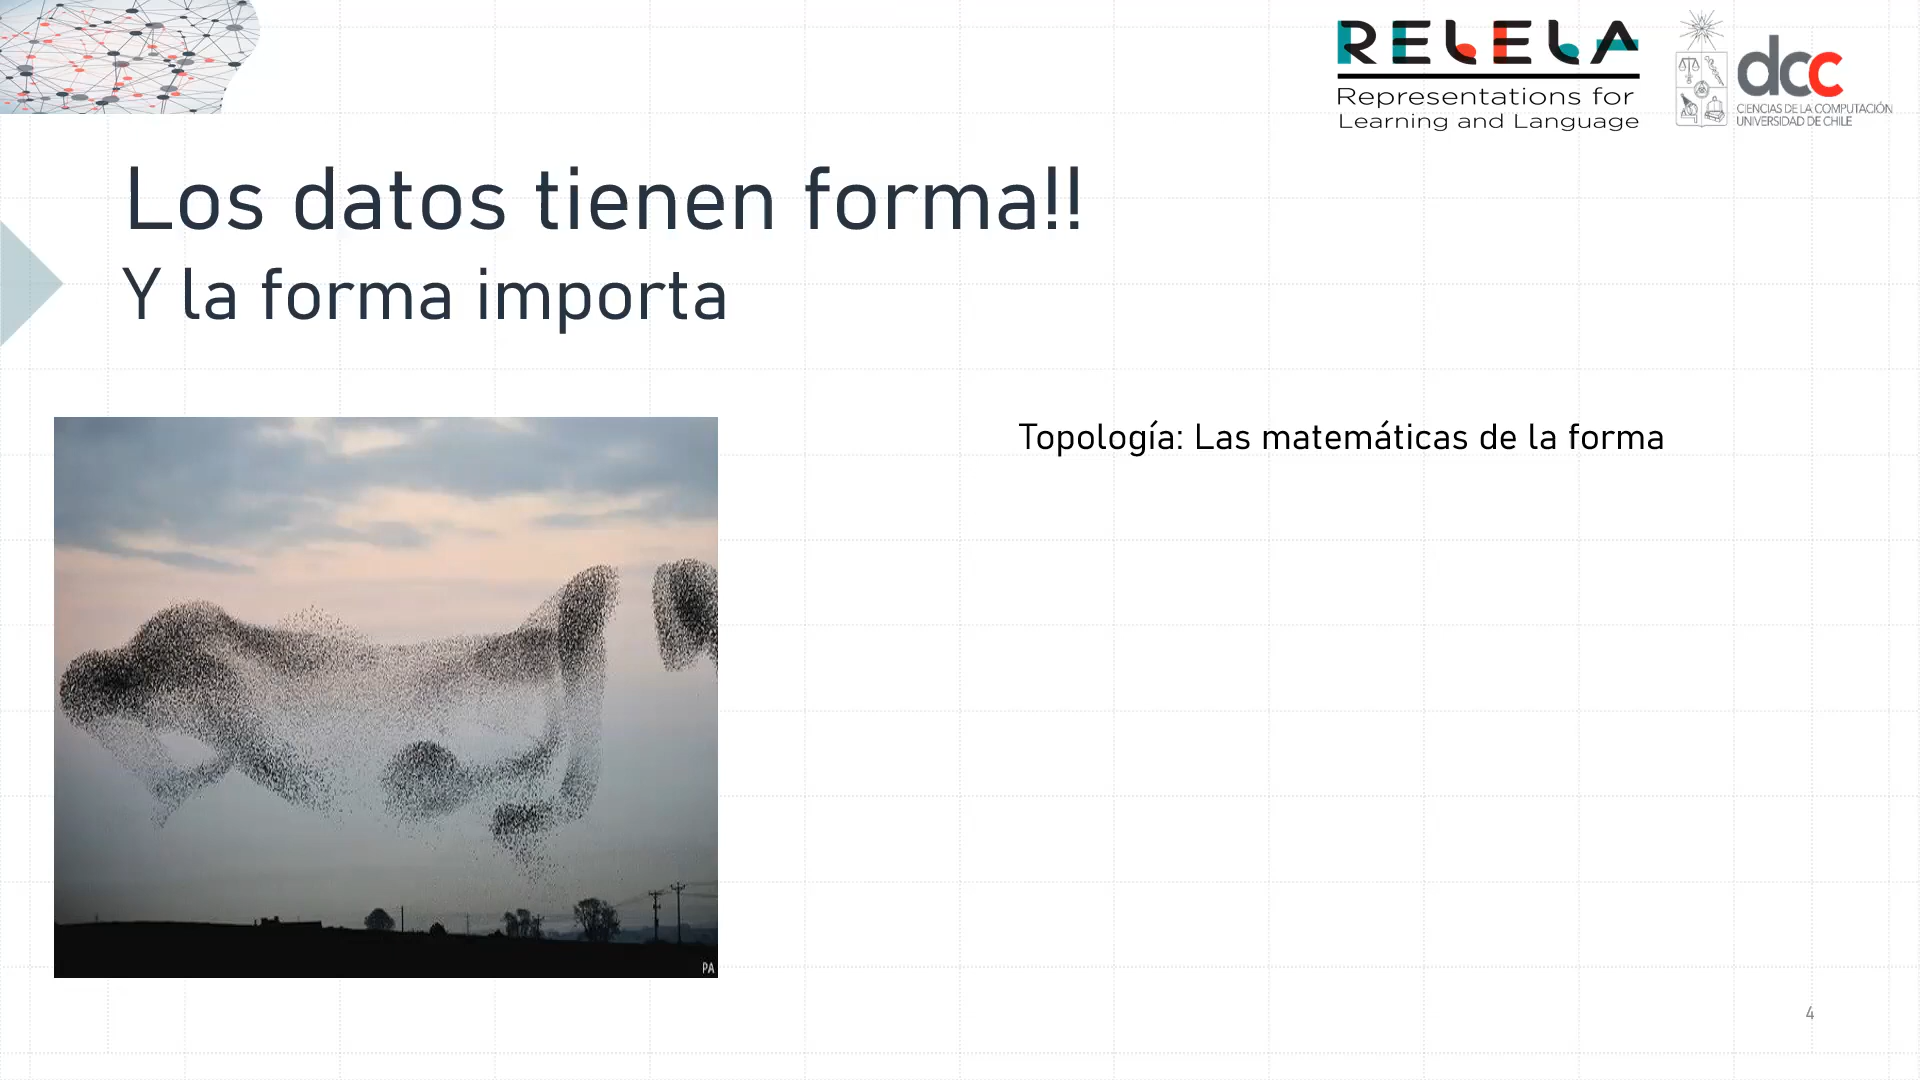 RELELA
Representations for
Learning and Language
dcc
CIENCIAS DE LA COMPUTACIÓN
UNIVERSIDAD DE CHILE
Los datos tienen forma!!
Y la forma importa
Topología: Las matemáticas de la forma
PA
4